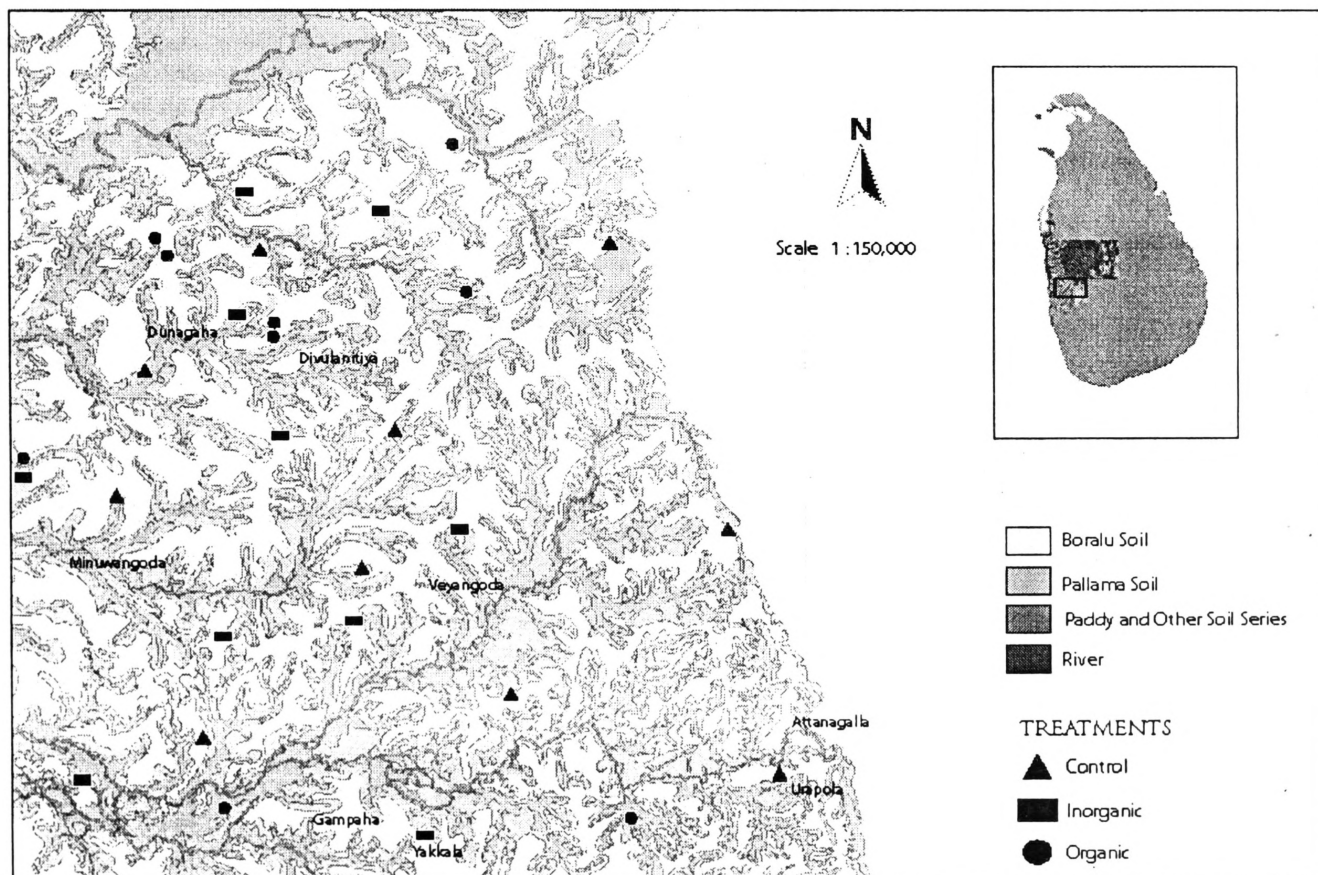 N
Scale 1 : 150,000
Dunagaha
Divulapitiya
Minuwangoda
Veyangoda
Attanagalla
Urapola
Gampaha
Yakkala
Boralu Soil
Pallama Soil
Paddy and Other Soil Series
River
TREATMENTS
Control
Inorganic
Organic